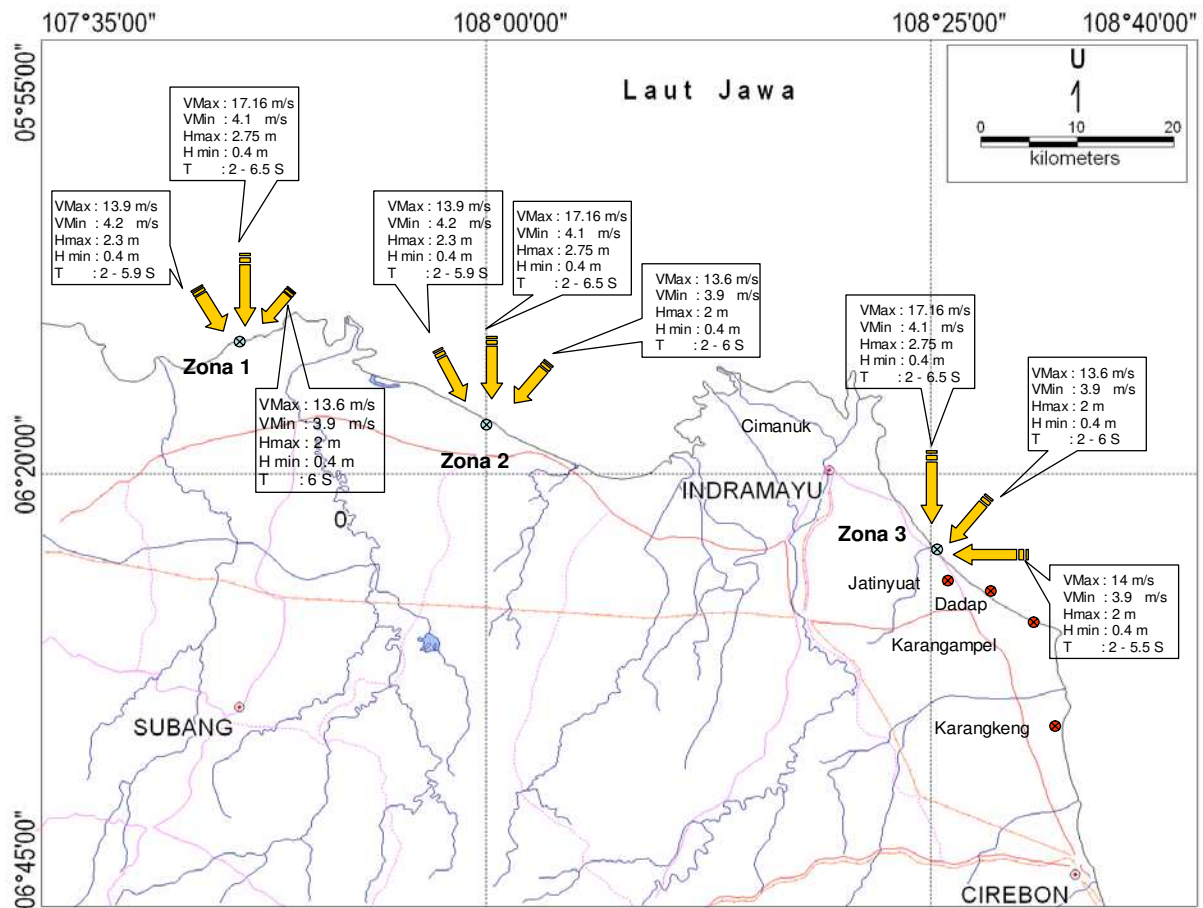 107°35'00"
108°00'00"
108°25'00"
108°40'00"
05°55'00"
06°20'00"
06°45'00"
Laut Jawa
U
0 10 20
kilometers
VMax : 17.16 m/s
VMin : 4.1 m/s
Hmax : 2.75 m
H min : 0.4 m
T : 2 - 6.5 S
VMax : 13.9 m/s
VMin : 4.2 m/s
Hmax : 2.3 m
H min : 0.4 m
T : 2 - 5.9 S
VMax : 13.6 m/s
VMin : 3.9 m/s
Hmax : 2 m
H min : 0.4 m
T : 6 S
Zona 1
VMax : 13.9 m/s
VMin : 4.2 m/s
Hmax : 2.3 m
H min : 0.4 m
T : 2 - 5.9 S
VMax : 17.16 m/s
VMin : 4.1 m/s
Hmax : 2.75 m
H min : 0.4 m
T : 2 - 6.5 S
VMax : 13.6 m/s
VMin : 3.9 m/s
Hmax : 2 m
H min : 0.4 m
T : 2 - 6 S
Zona 2
VMax : 17.16 m/s
VMin : 4.1 m/s
Hmax : 2.75 m
H min : 0.4 m
T : 2 - 6.5 S
VMax : 13.6 m/s
VMin : 3.9 m/s
Hmax : 2 m
H min : 0.4 m
T : 2 - 6 S
VMax : 14 m/s
VMin : 3.9 m/s
Hmax : 2 m
H min : 0.4 m
T : 2 - 5.5 S
Zona 3
Cimanuk
INDRAMAYU
0
Jatinyuat
Dadap
Karangampel
SUBANG
Karangkeng
CIREBON